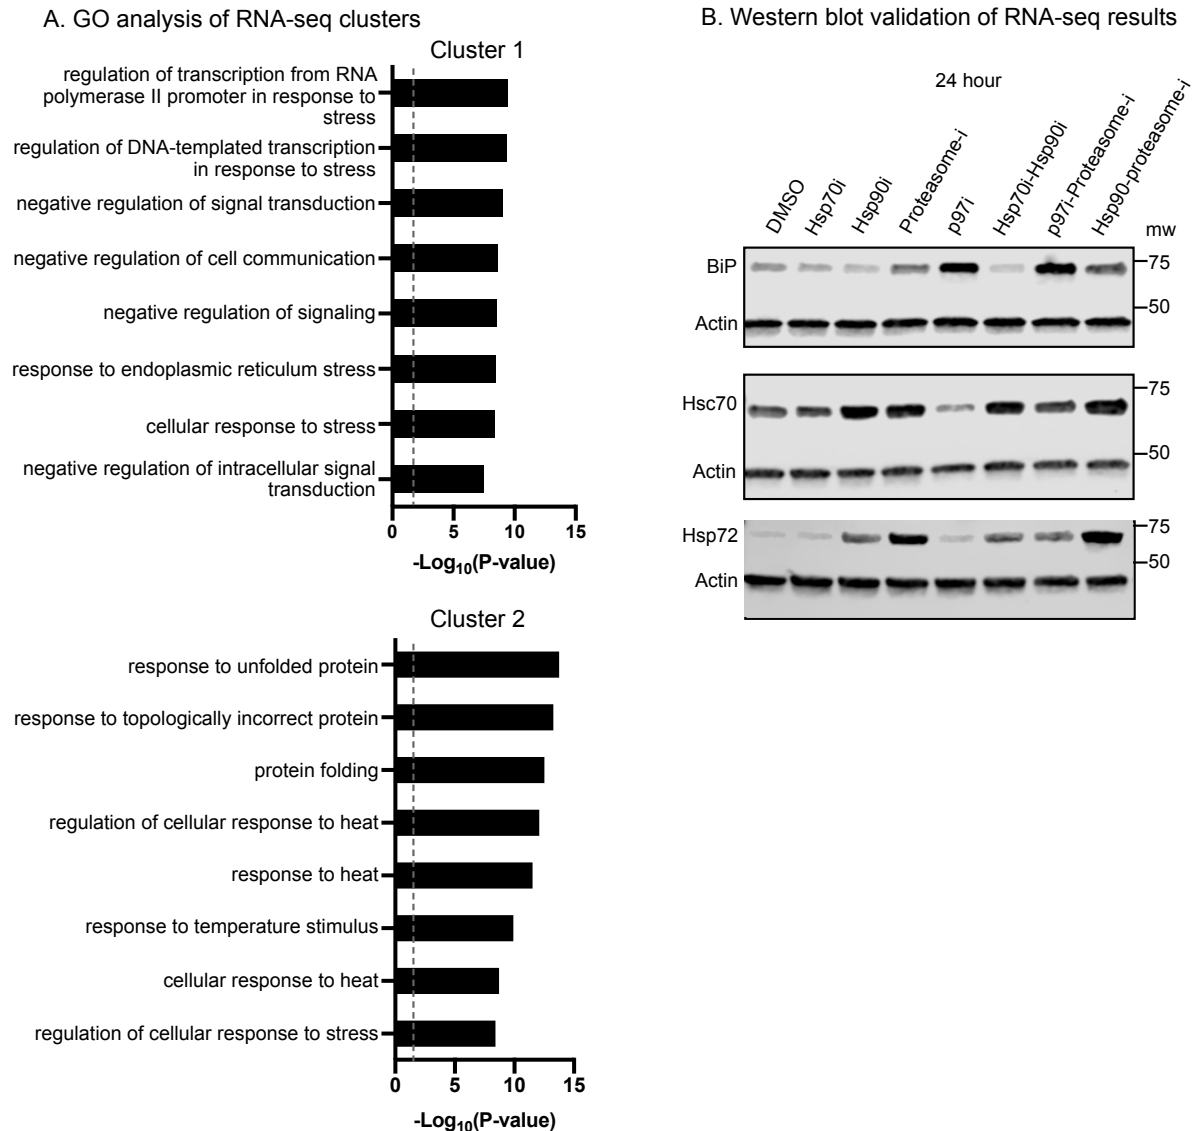 A. GO analysis of RNA-seq clusters
Cluster 1
regulation of transcription from RNA
polymerase II promoter in response to
stress
regulation of DNA-templated transcription
in response to stress
negative regulation of signal transduction
negative regulation of cell communication
negative regulation of signaling
response to endoplasmic reticulum stress
cellular response to stress
negative regulation of intracellular signal
transduction
0 5 10 15
-Log10(P-value)
Cluster 2
response to unfolded protein
response to topologically incorrect protein
protein folding
regulation of cellular response to heat
response to heat
response to temperature stimulus
cellular response to heat
regulation of cellular response to stress
0 5 10 15
-Log10(P-value)
B. Western blot validation of RNA-seq results
24 hour
DMSO
Hsp70i
Hsp90i
Proteasome-i
p97i
Hsp70i-Hsp90i
p97i-Proteasome-i
Hsp90-proteasome-i
mw
BiP
75
50
Actin
Hsc70
75
50
Actin
Hsp72
75
50
Actin